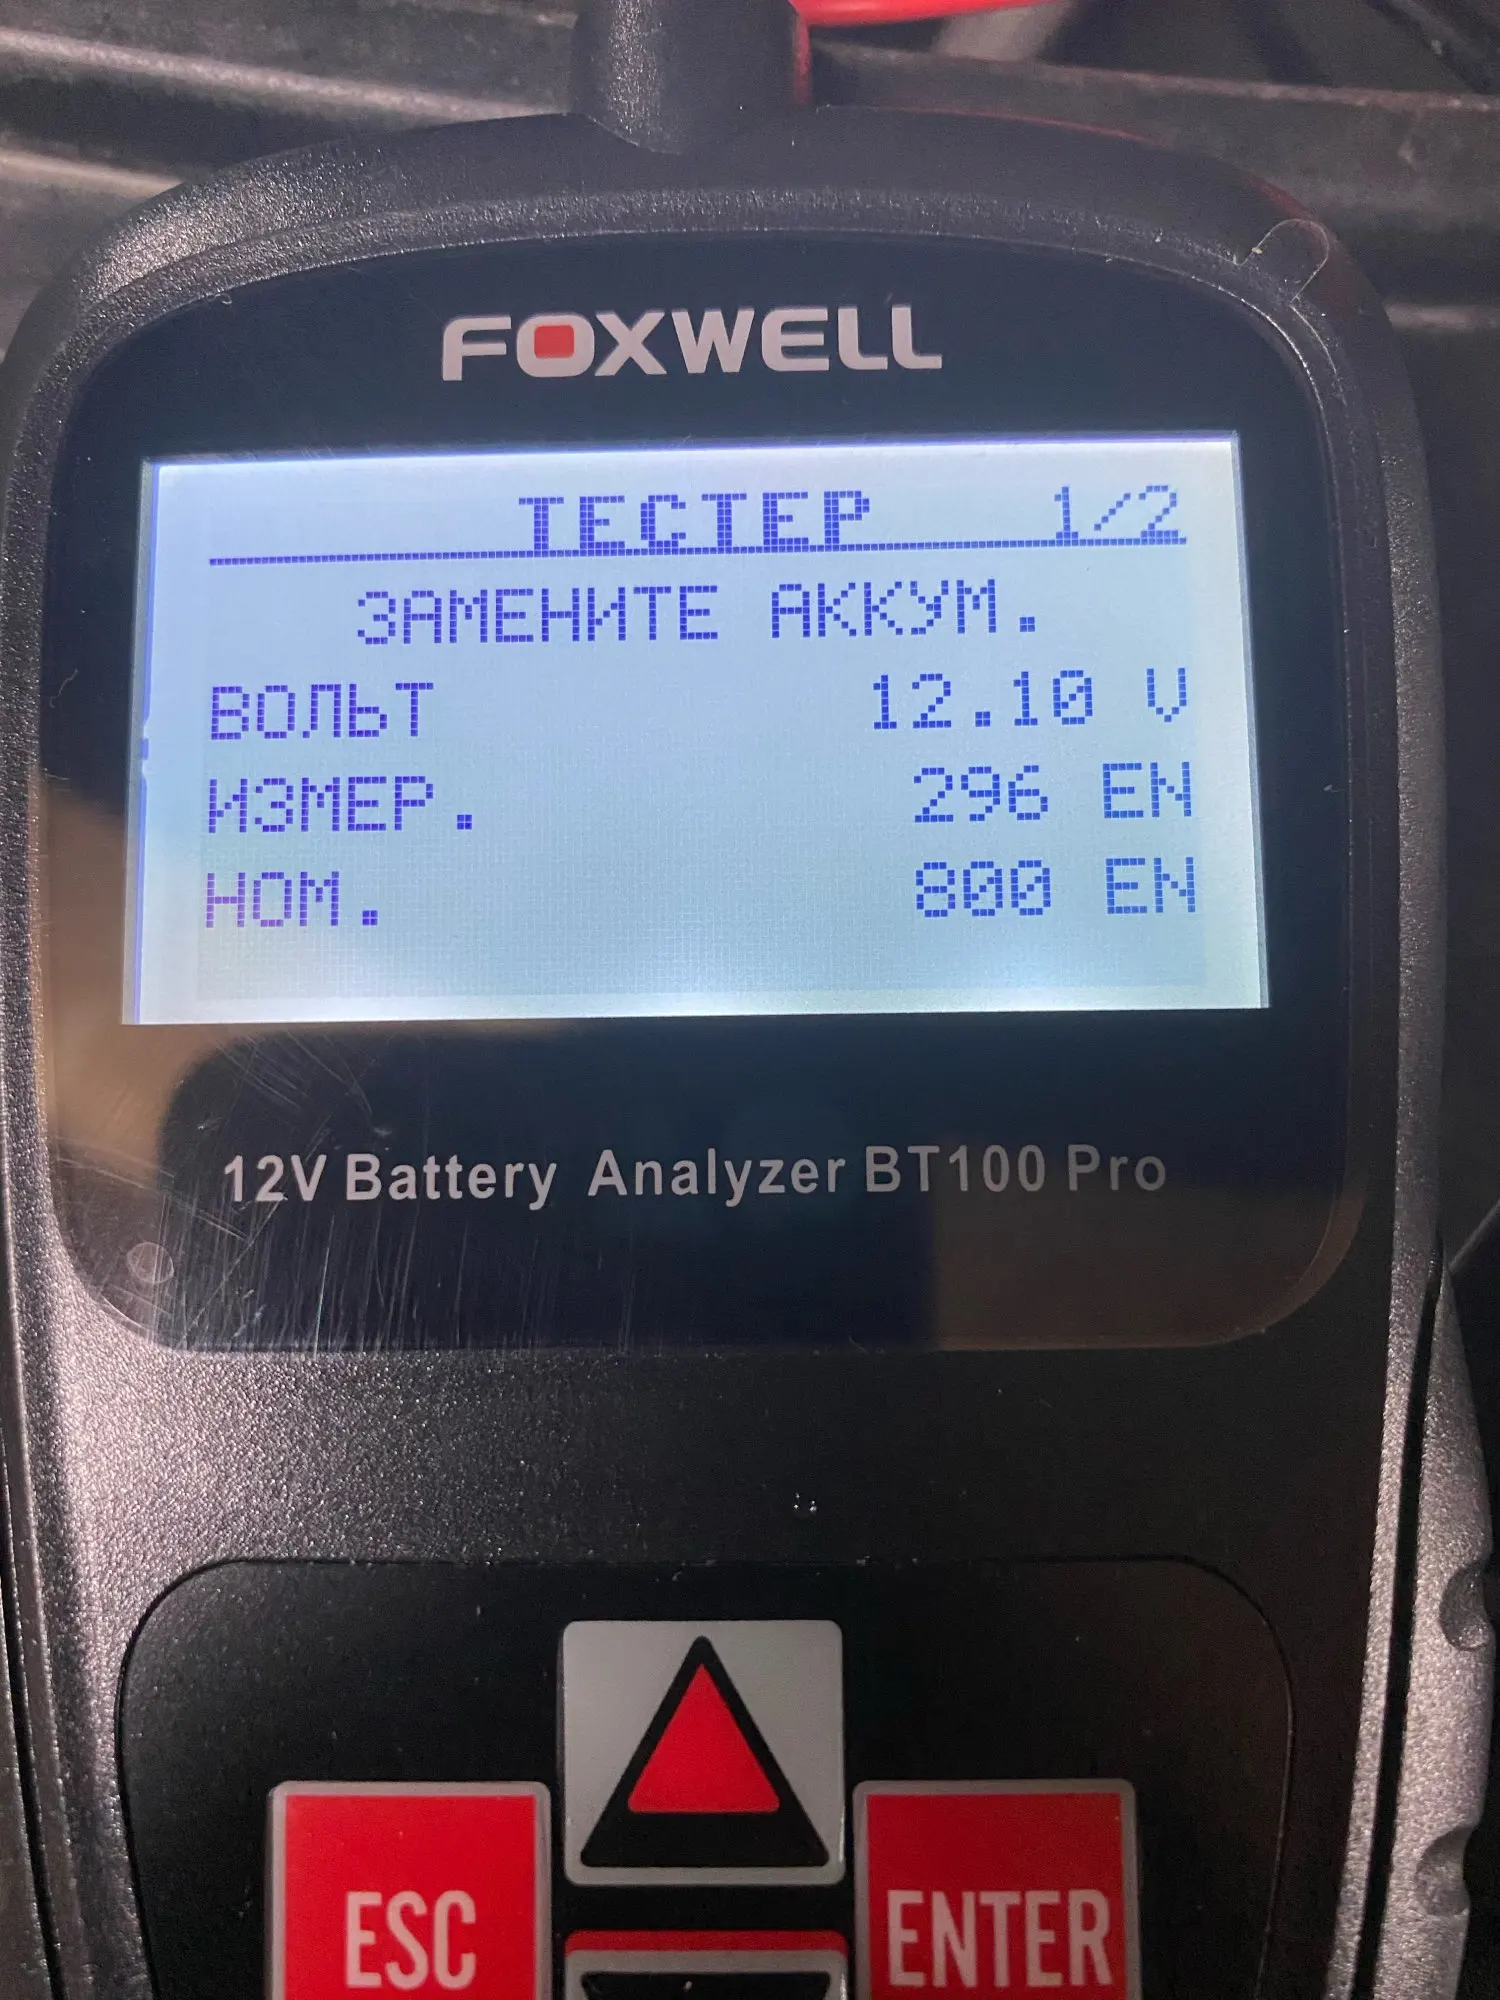 FOXWELL
ТЕСТЕР 1/2
ЗАМЕНИТЕ АККУМ.
ВОЛЬТ 12.10 V
ИЗМЕР. 296 EN
НОМ. 800 EN
12V Battery Analyzer BT100 Pro
ESC ENTER